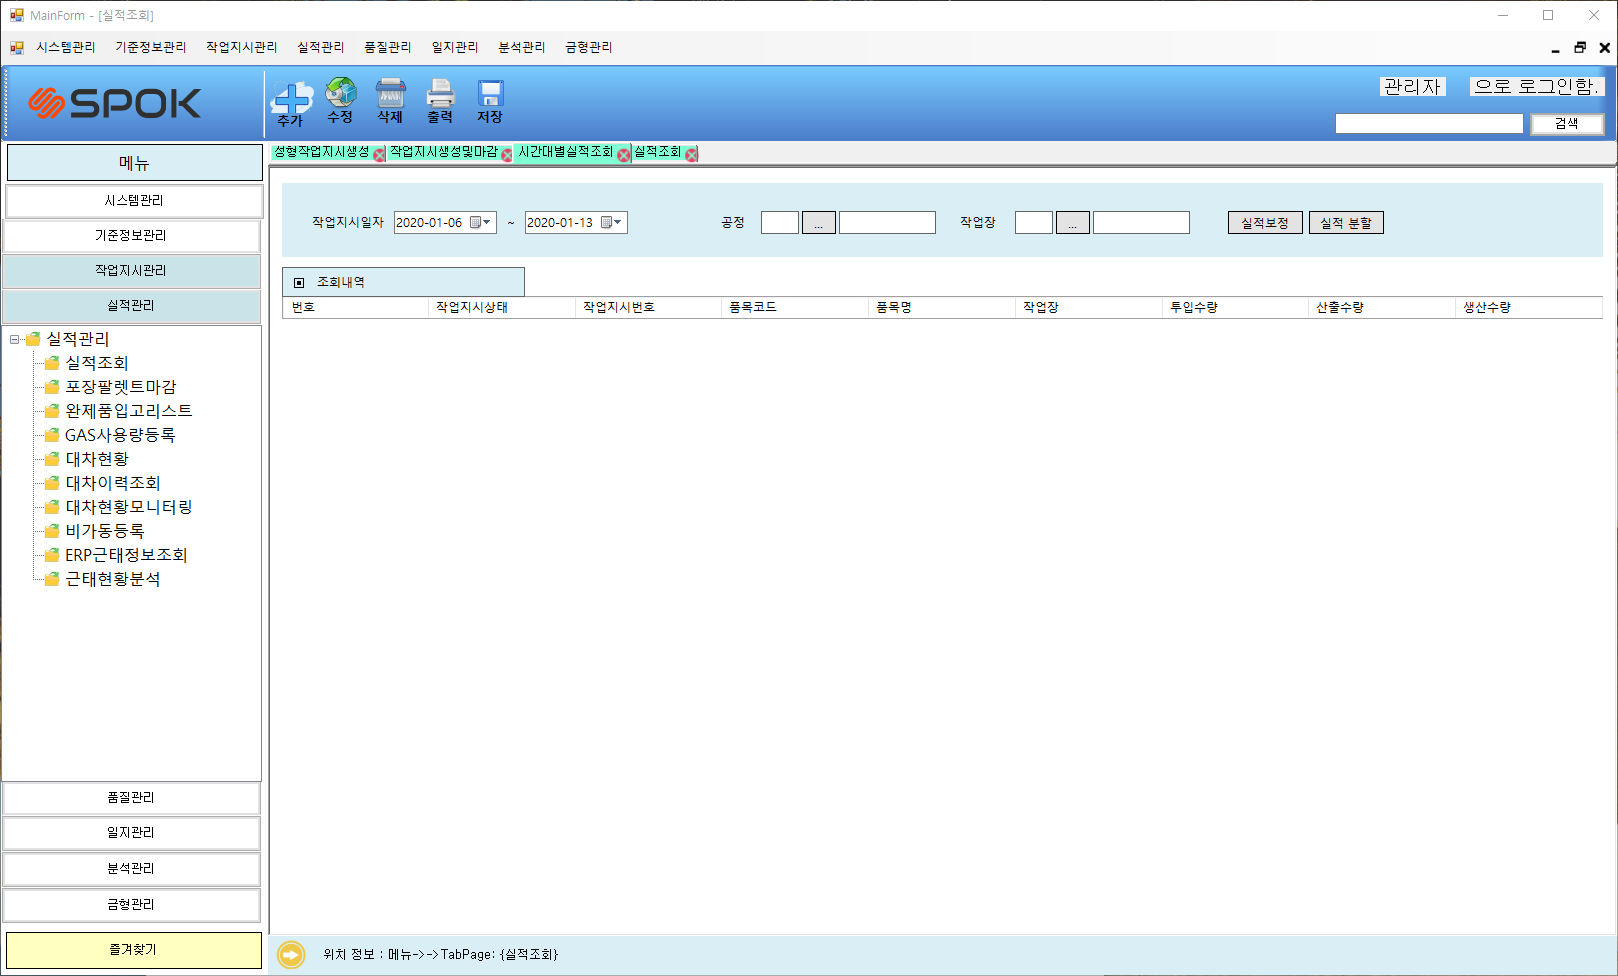 MainForm - [실적조회]
시스템관리 기준정보관리 작업지시관리 실적관리 품질관리 일지관리 분석관리 금형관리
SPOK
추가 수정 삭제 출력 저장
관리자 으로 로그인함.
검색
메뉴
성형작업지시생성 작업지시생성및마감 시간대별실적조회 실적조회
시스템관리
기준정보관리
작업지시관리
실적관리
실적관리
실적조회
포장팔렛트마감
완제품입고리스트
GAS사용량등록
대차현황
대차이력조회
대차현황모니터링
비가동등록
ERP근태정보조회
근태현황분석
품질관리
일지관리
분석관리
금형관리
즐겨찾기
작업지시일자 2020-01-06 ~ 2020-01-13 공정 ... 작업장 ... 실적보정 실적 분할
조회내역
번호 작업지시상태 작업지시번호 품목코드 품목명 작업장 투입수량 산출수량 생산수량
위치 정보 : 메뉴->->TabPage: {실적조회}